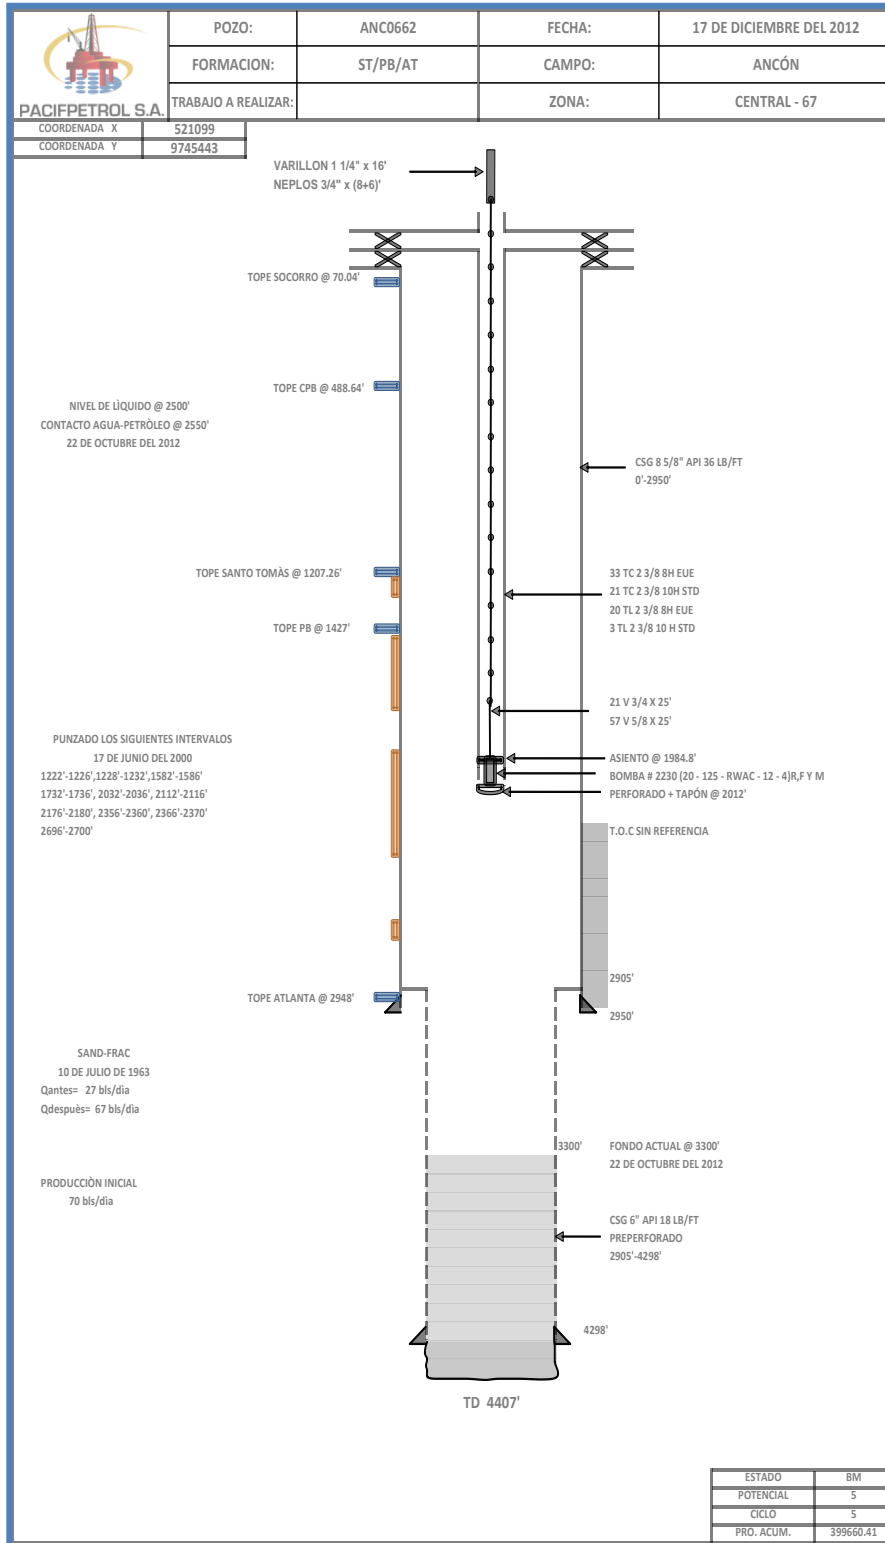 PACIFPETROL S.A.
POZO: ANC0662 FECHA: 17 DE DICIEMBRE DEL 2012
FORMACION: ST/PB/AT CAMPO: ANCÓN
TRABAJO A REALIZAR: ZONA: CENTRAL - 67
COORDENADA X 521099
COORDENADA Y 9745443
VARILLON 1 1/4" x 16'
NEPLOS 3/4" x (8+6)'
TOPE SOCORRO @ 70.04'
TOPE CPB @ 488.64'
NIVEL DE LÌQUIDO @ 2500'
CONTACTO AGUA-PETRÒLEO @ 2550'
22 DE OCTUBRE DEL 2012
CSG 8 5/8" API 36 LB/FT
0'-2950'
TOPE SANTO TOMÀS @ 1207.26'
33 TC 2 3/8 8H EUE
21 TC 2 3/8 10H STD
20 TL 2 3/8 8H EUE
3 TL 2 3/8 10 H STD
TOPE PB @ 1427'
21 V 3/4 X 25'
57 V 5/8 X 25'
PUNZADO LOS SIGUIENTES INTERVALOS
17 DE JUNIO DEL 2000
1222'-1226',1228'-1232',1582'-1586'
1732'-1736', 2032'-2036', 2112'-2116'
2176'-2180', 2356'-2360', 2366'-2370'
2696'-2700'
ASIENTO @ 1984.8'
BOMBA # 2230 (20 - 125 - RWAC - 12 - 4)R,F Y M
PERFORADO + TAPÓN @ 2012'
T.O.C SIN REFERENCIA
2905'
TOPE ATLANTA @ 2948'
2950'
SAND-FRAC
10 DE JULIO DE 1963
Qantes= 27 bls/dìa
Qdespuès= 67 bls/dìa
3300'
FONDO ACTUAL @ 3300'
22 DE OCTUBRE DEL 2012
PRODUCCIÒN INICIAL
70 bls/dìa
CSG 6" API 18 LB/FT
PREPERFORADO
2905'-4298'
4298'
TD 4407'
ESTADO BM
POTENCIAL 5
CICLO 5
PRO. ACUM. 399660.41